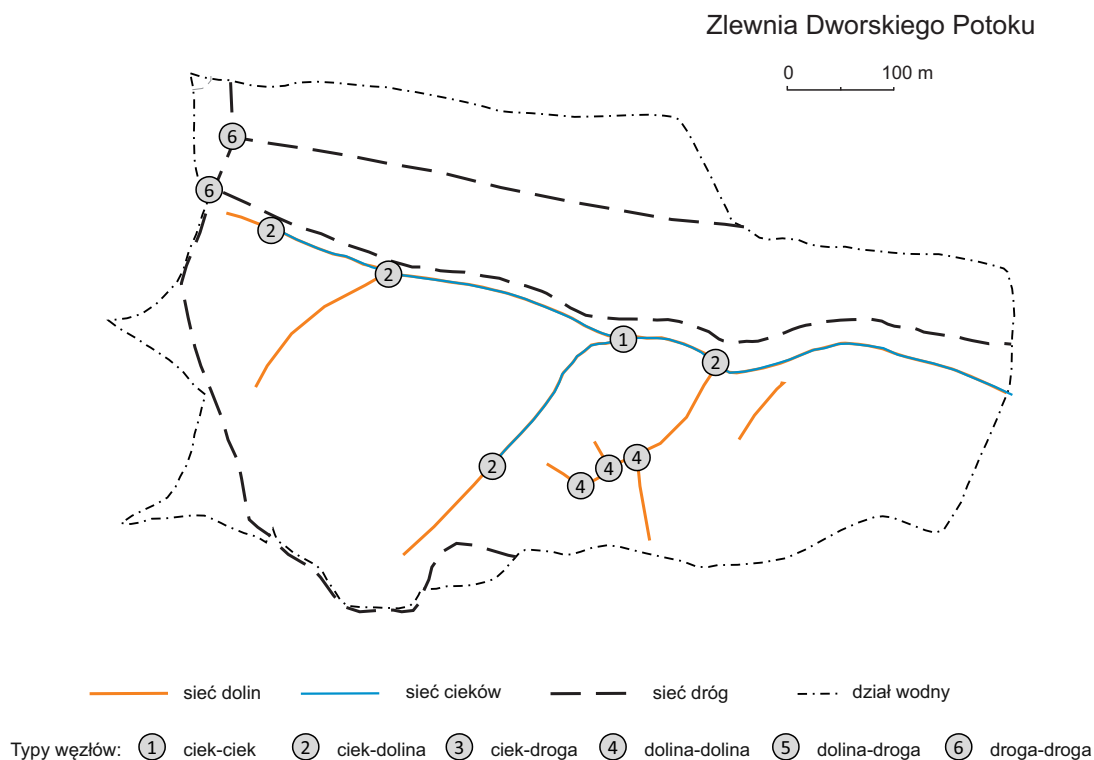 Zlewnia Dworskiego Potoku
0 100 m
6
6
2
2
1
2
4
4
2
4
sieć dolin sieć cieków sieć dróg dział wodny
Typy węzłów: 1 ciek-ciek 2 ciek-dolina 3 ciek-droga 4 dolina-dolina 5 dolina-droga 6 droga-droga